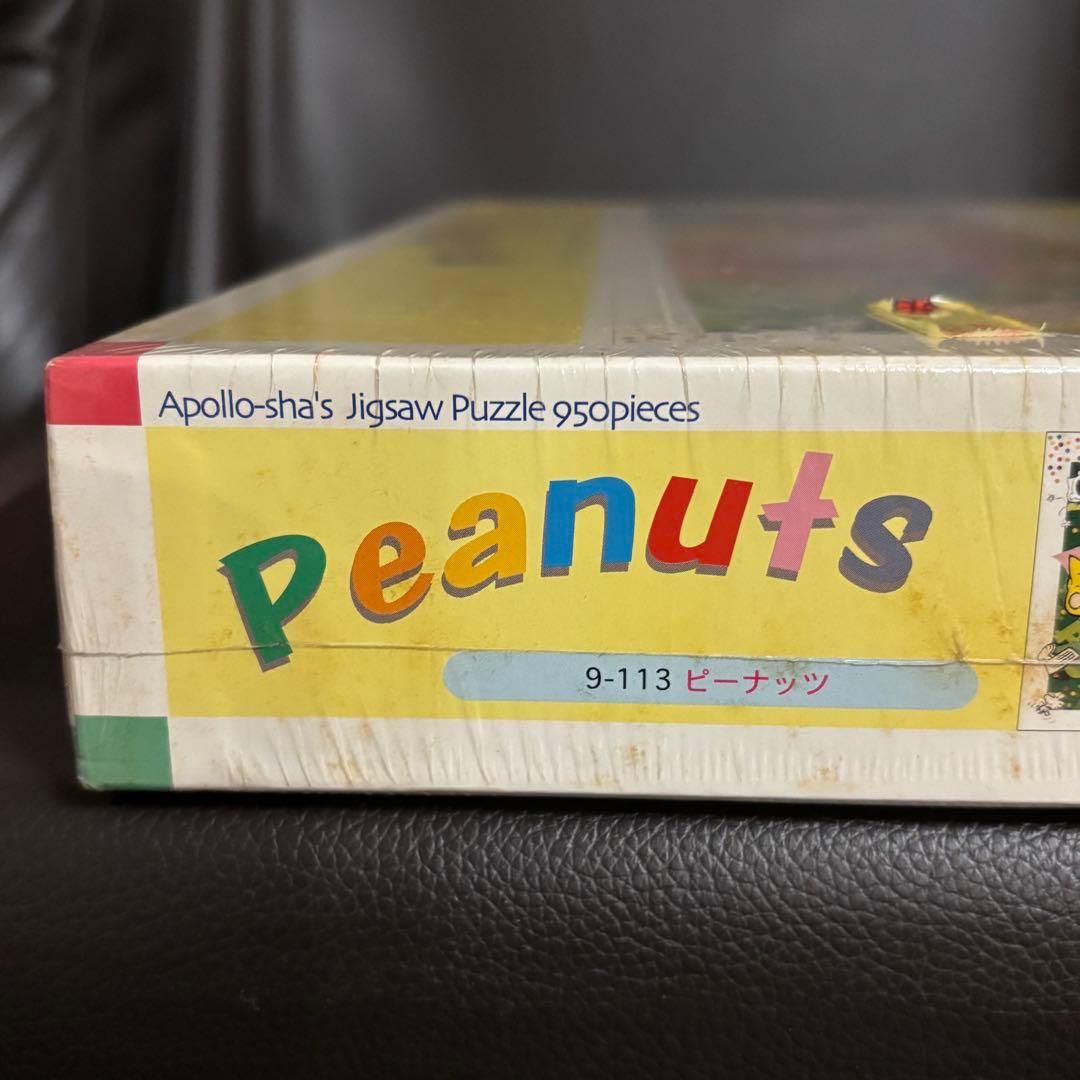 Apollo-sha's Jigsaw Puzzle 950pieces
Peanuts
9-113 ピーナッツ